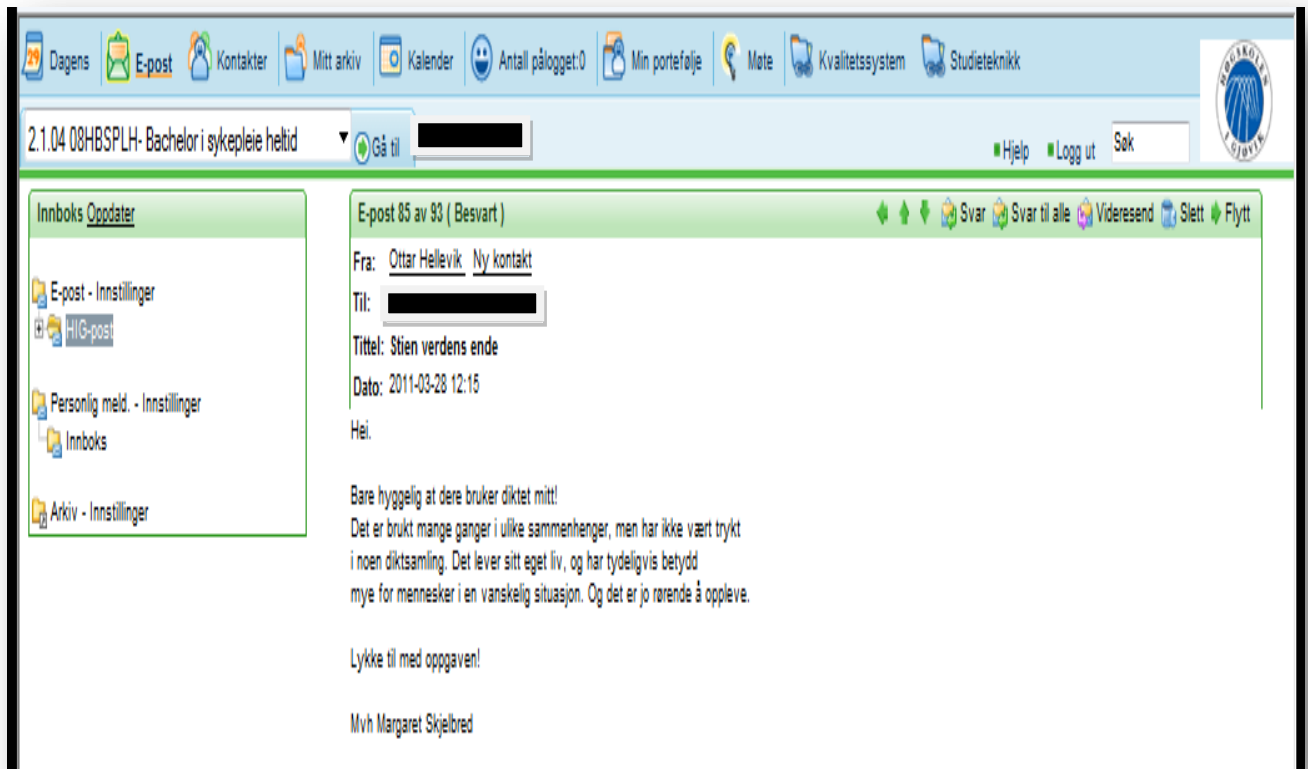 29 Dagens E-post Kontakter Mitt arkiv Kalender Antall pålogget:0 Min portefølje Møte Kvalitetssystem Studieteknikk
HØGSKOLEN I GJØVIK
2.1.04 08HBSPLH- Bachelor i sykepleie heltid Gå til
Hjelp Logg ut Søk
Innboks Oppdater
E-post - Innstillinger
HIG-post
Personlig meld. - Innstillinger
Innboks
Arkiv - Innstillinger
E-post 85 av 93 ( Besvart ) Svar Svar til alle Videresend Slett Flytt
Fra: Ottar Hellevik Ny kontakt
Til:
Tittel: Stien verdens ende
Dato: 2011-03-28 12:15
Hei.
Bare hyggelig at dere bruker diktet mitt!
Det er brukt mange ganger i ulike sammenhenger, men har ikke vært trykt
i noen diktsamling. Det lever sitt eget liv, og har tydeligvis betydd
mye for mennesker i en vanskelig situasjon. Og det er jo rørende å oppleve.
Lykke til med oppgaven!
Mvh Margaret Skjelbred